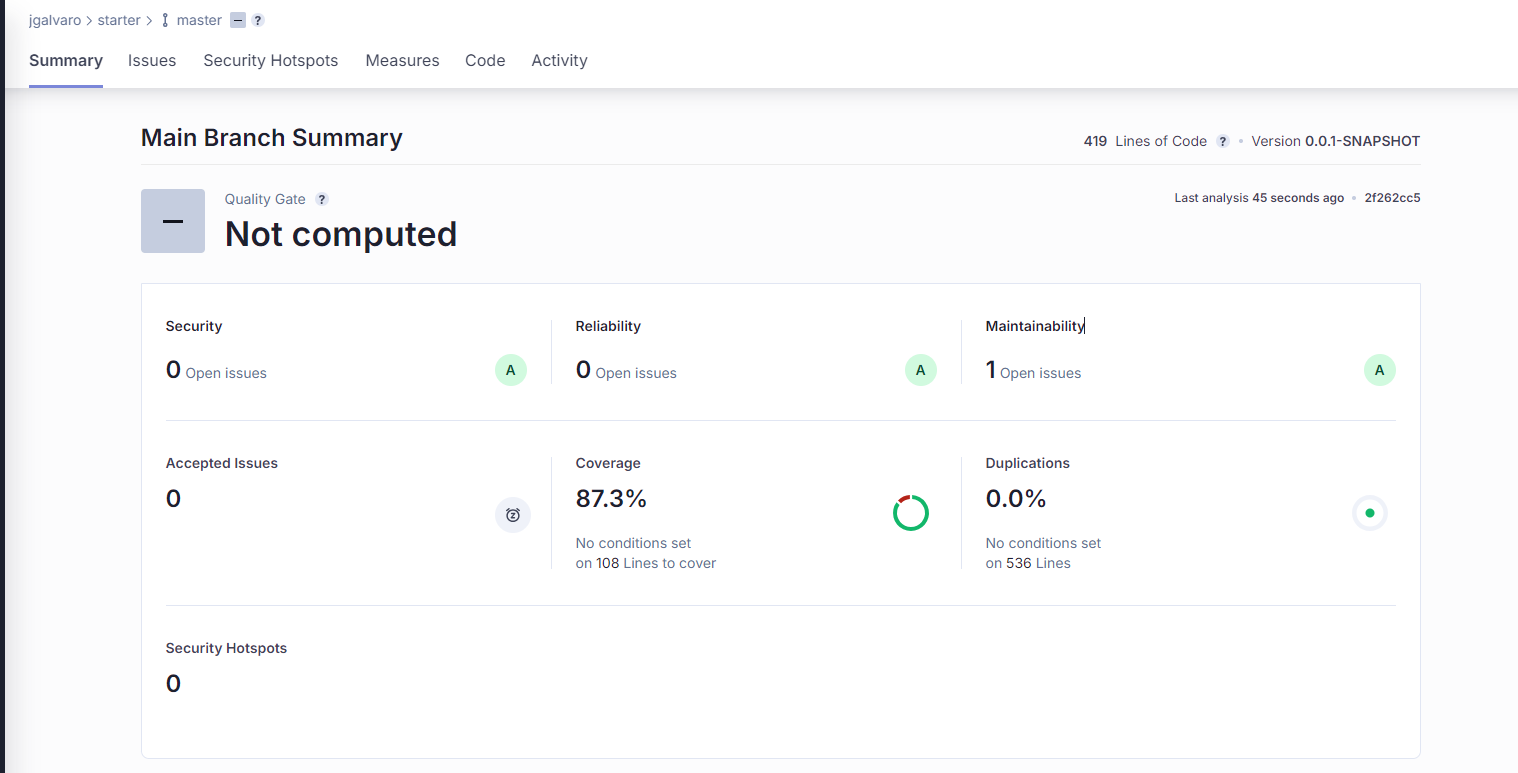 jgalvaro > starter > master – ?
Summary Issues Security Hotspots Measures Code Activity
Main Branch Summary
419 Lines of Code ? • Version 0.0.1-SNAPSHOT
Quality Gate ?
Not computed
Last analysis 45 seconds ago • 2f262cc5
Security
0 Open issues
A
Reliability
0 Open issues
A
Maintainability
1 Open issues
A
Accepted Issues
0
Coverage
87.3%
No conditions set
on 108 Lines to cover
Duplications
0.0%
No conditions set
on 536 Lines
Security Hotspots
0